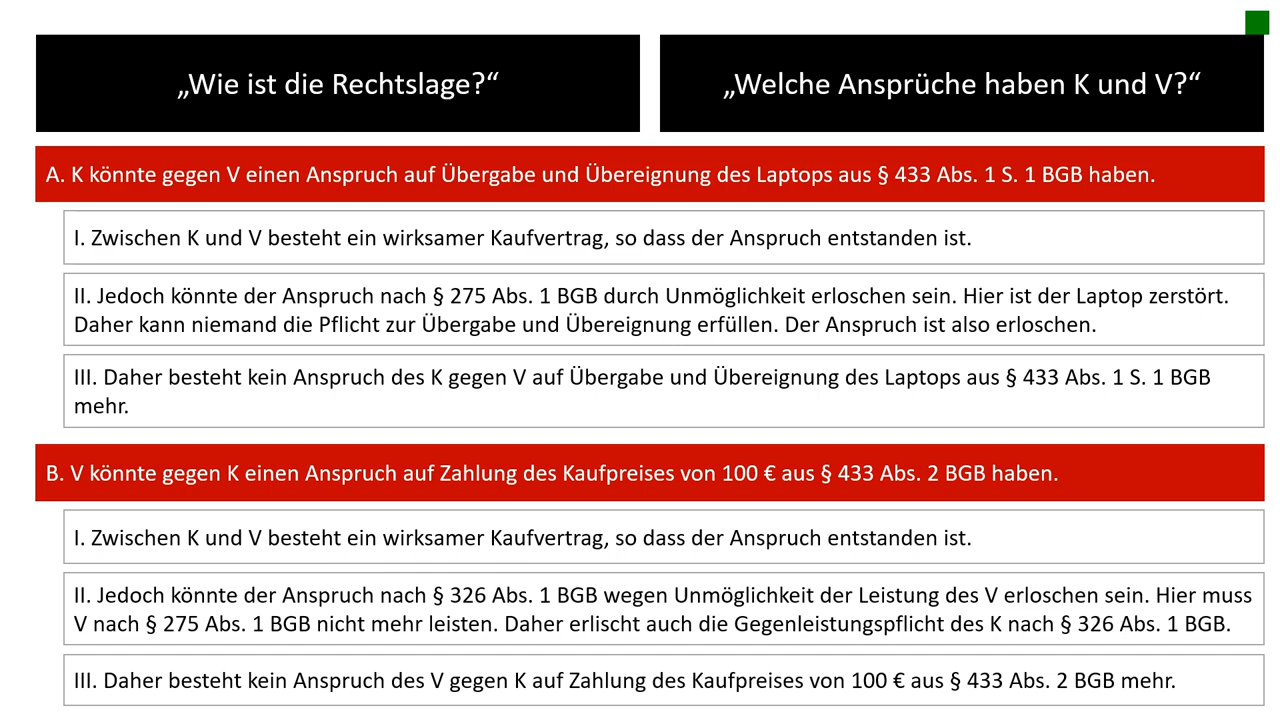 „Wie ist die Rechtslage?“
„Welche Ansprüche haben K und V?“
A. K könnte gegen V einen Anspruch auf Übergabe und Übereignung des Laptops aus § 433 Abs. 1 S. 1 BGB haben.
I. Zwischen K und V besteht ein wirksamer Kaufvertrag, so dass der Anspruch entstanden ist.
II. Jedoch könnte der Anspruch nach § 275 Abs. 1 BGB durch Unmöglichkeit erloschen sein. Hier ist der Laptop zerstört.
Daher kann niemand die Pflicht zur Übergabe und Übereignung erfüllen. Der Anspruch ist also erloschen.
III. Daher besteht kein Anspruch des K gegen V auf Übergabe und Übereignung des Laptops aus § 433 Abs. 1 S. 1 BGB
mehr.
B. V könnte gegen K einen Anspruch auf Zahlung des Kaufpreises von 100 € aus § 433 Abs. 2 BGB haben.
I. Zwischen K und V besteht ein wirksamer Kaufvertrag, so dass der Anspruch entstanden ist.
II. Jedoch könnte der Anspruch nach § 326 Abs. 1 BGB wegen Unmöglichkeit der Leistung des V erloschen sein. Hier muss
V nach § 275 Abs. 1 BGB nicht mehr leisten. Daher erlischt auch die Gegenleistungspflicht des K nach § 326 Abs. 1 BGB.
III. Daher besteht kein Anspruch des V gegen K auf Zahlung des Kaufpreises von 100 € aus § 433 Abs. 2 BGB mehr.